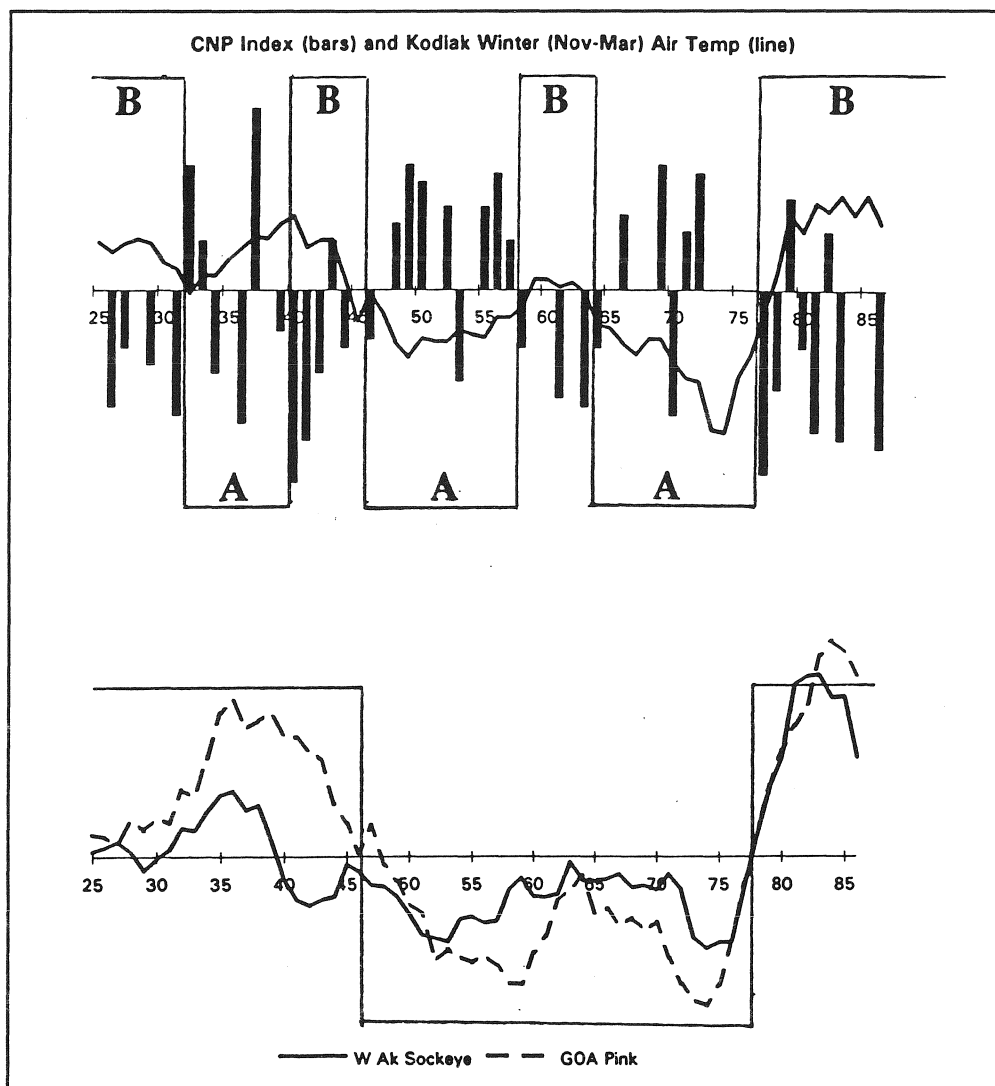 CNP Index (bars) and Kodiak Winter (Nov-Mar) Air Temp (line)
B B B B
25 30 35 40 45 50 55 60 65 70 75 80 85
A A A
25 30 35 40 45 50 55 60 65 70 75 80 85
W Ak Sockeye GOA Pink